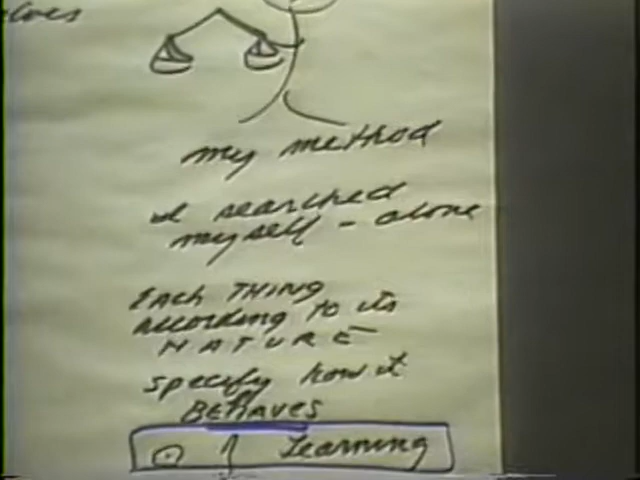 my method
I searched
myself - alone
Each THING
according to its
NATURE
specify how it
BEHAVES
Learning